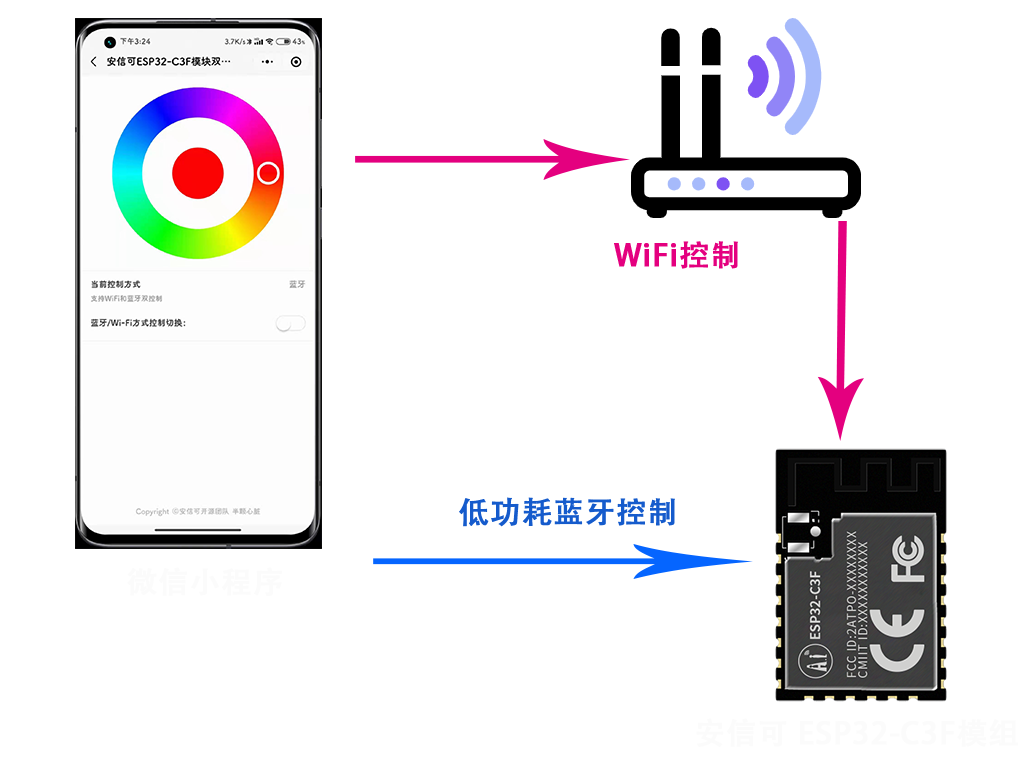 下午3:24
3.7K/s
43%
安信可ESP32-C3F模块双…
当前控制方式
蓝牙
支持WiFi和蓝牙双控制
蓝牙/Wi-Fi方式控制切换：
Copyright ©安信可开源团队 半颗心脏
微信小程序
WiFi控制
低功耗蓝牙控制
Ai
ESP32-C3F
FCC ID:2ATPO-XXXXXXXX
CMIIT ID:XXXXXXXXXXXX
CE
FC
安信可 ESP32-C3F模组